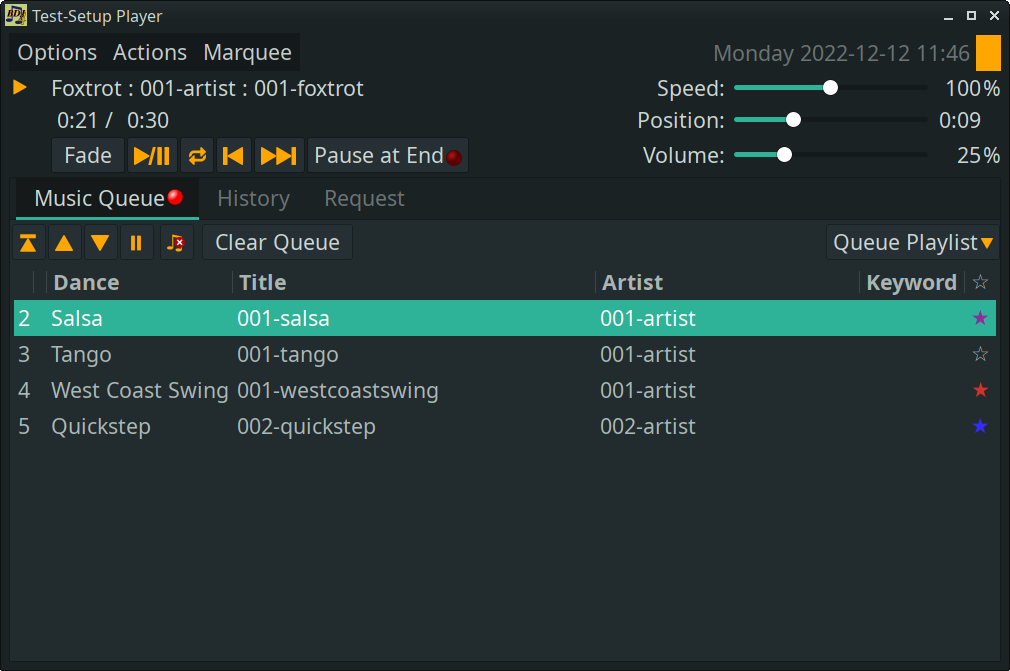 Test-Setup Player
Options Actions Marquee Monday 2022-12-12 11:46
Foxtrot : 001-artist : 001-foxtrot Speed: 100%
0:21 / 0:30 Position: 0:09
Fade Pause at End Volume: 25%
Music Queue History Request
Clear Queue Queue Playlist
Dance Title Artist Keyword ☆
2 Salsa 001-salsa 001-artist ★
3 Tango 001-tango 001-artist ☆
4 West Coast Swing 001-westcoastswing 001-artist ★
5 Quickstep 002-quickstep 002-artist ★